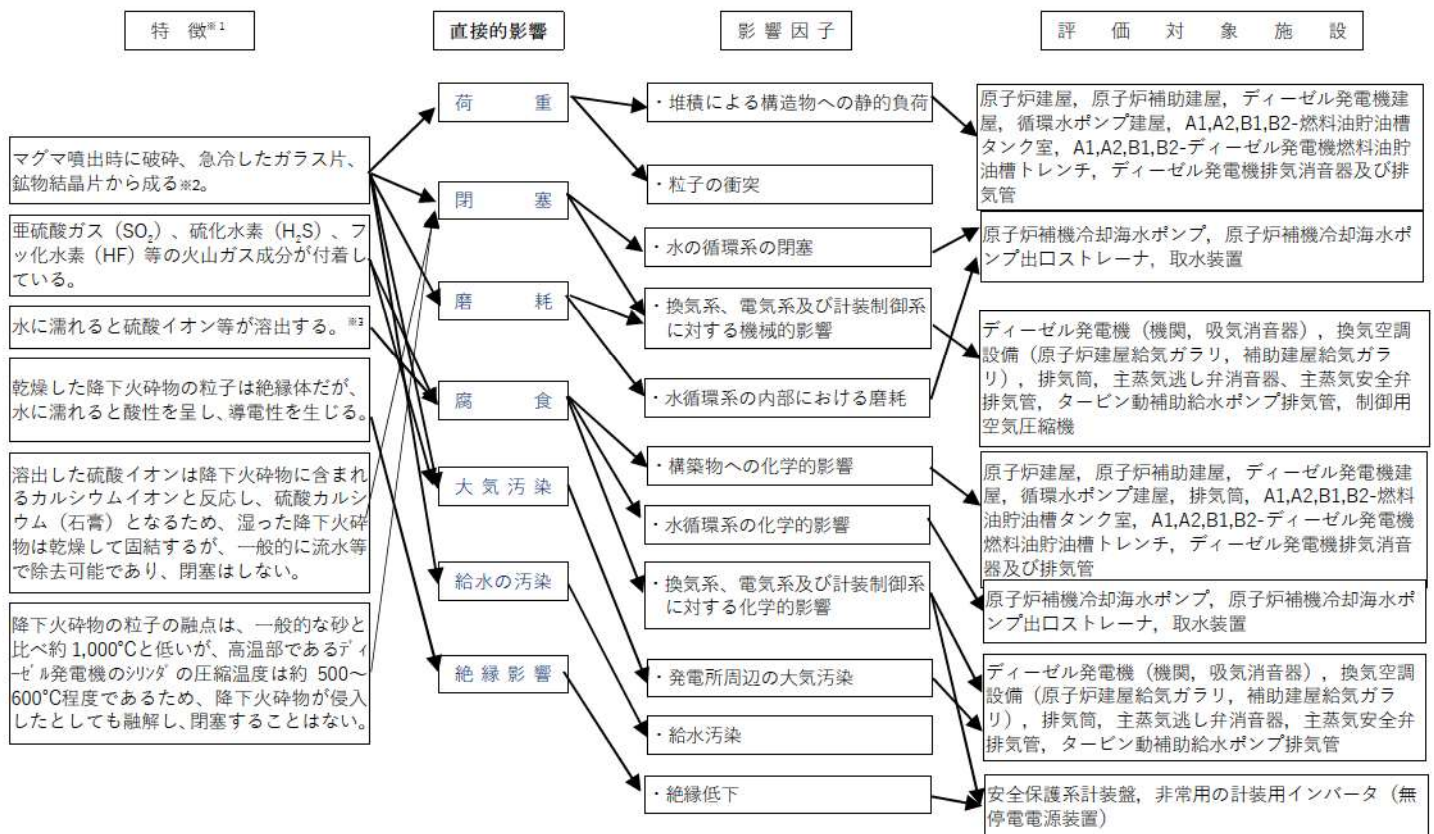 特　徴※1
マグマ噴出時に破砕、急冷したガラス片、
鉱物結晶片から成る※2。
亜硫酸ガス（SO₂）、硫化水素（H₂S）、フ
ッ化水素（HF）等の火山ガス成分が付着し
ている。
水に濡れると硫酸イオン等が溶出する。※3
乾燥した降下火砕物の粒子は絶縁体だが、
水に濡れると酸性を呈し、導電性を生じる。
溶出した硫酸イオンは降下火砕物に含まれ
るカルシウムイオンと反応し、硫酸カルシ
ウム（石膏）となるため、湿った降下火砕
物は乾燥して固結するが、一般的に流水等
で除去可能であり、閉塞はしない。
降下火砕物の粒子の融点は、一般的な砂と
比べ約1,000℃と低いが、高温部であるﾃﾞｨ
ｰｾﾞﾙ発電機のｼﾘﾝﾀﾞの圧縮温度は約 500～
600℃程度であるため、降下火砕物が侵入
したとしても融解し、閉塞することはない。
直接的影響
荷　重
閉　塞
磨　耗
腐　食
大気汚染
給水の汚染
絶縁影響
影響因子
・堆積による構造物への静的負荷
・粒子の衝突
・水の循環系の閉塞
・換気系、電気系及び計装制御系
に対する機械的影響
・水循環系の内部における磨耗
・構築物への化学的影響
・水循環系の化学的影響
・換気系、電気系及び計装制御系
に対する化学的影響
・発電所周辺の大気汚染
・給水汚染
・絶縁低下
評　価　対　象　施　設
原子炉建屋，原子炉補助建屋，ディーゼル発電機建
屋，循環水ポンプ建屋，A1,A2,B1,B2-燃料油貯油槽
タンク室，A1,A2,B1,B2-ディーゼル発電機燃料油貯
油槽トレンチ，ディーゼル発電機排気消音器及び排
気管
原子炉補機冷却海水ポンプ，原子炉補機冷却海水ポ
ンプ出口ストレーナ，取水装置
ディーゼル発電機（機関，吸気消音器），換気空調
設備（原子炉建屋給気ガラリ，補助建屋給気ガラ
リ），排気筒，主蒸気逃し弁消音器、主蒸気安全弁
排気管，タービン動補助給水ポンプ排気管，制御用
空気圧縮機
原子炉建屋，原子炉補助建屋，ディーゼル発電機建
屋，循環水ポンプ建屋，排気筒，A1,A2,B1,B2-燃料
油貯油槽タンク室，A1,A2,B1,B2-ディーゼル発電機
燃料油貯油槽トレンチ，ディーゼル発電機排気消音
器及び排気管
原子炉補機冷却海水ポンプ，原子炉補機冷却海水ポ
ンプ出口ストレーナ，取水装置
ディーゼル発電機（機関，吸気消音器），換気空調
設備（原子炉建屋給気ガラリ，補助建屋給気ガラ
リ），排気筒，主蒸気逃し弁消音器，主蒸気安全弁
排気管，タービン動補助給水ポンプ排気管
安全保護系計装盤，非常用の計装用インバータ（無
停電電源装置）